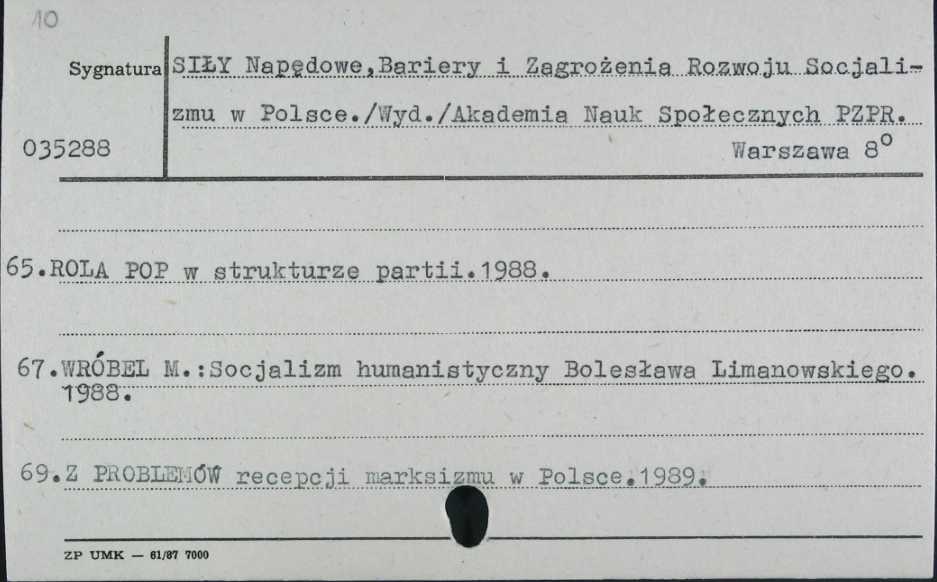 10
Sygnatura SIŁY Napędowe,Bariery i Zagrożenia Rozwoju Socjali-
zmu w Polsce./Wyd./Akademia Nauk Społecznych PZPR.
035288 Warszawa 8°
65.ROLA POP w strukturze partii.1988.
67.WRÓBEL M.:Socjalizm humanistyczny Bolesława Limanowskiego.
1988.
69.Z PROBLEMÓW recepcji marksizmu w Polsce.1989.
ZP UMK — 61/87 7000